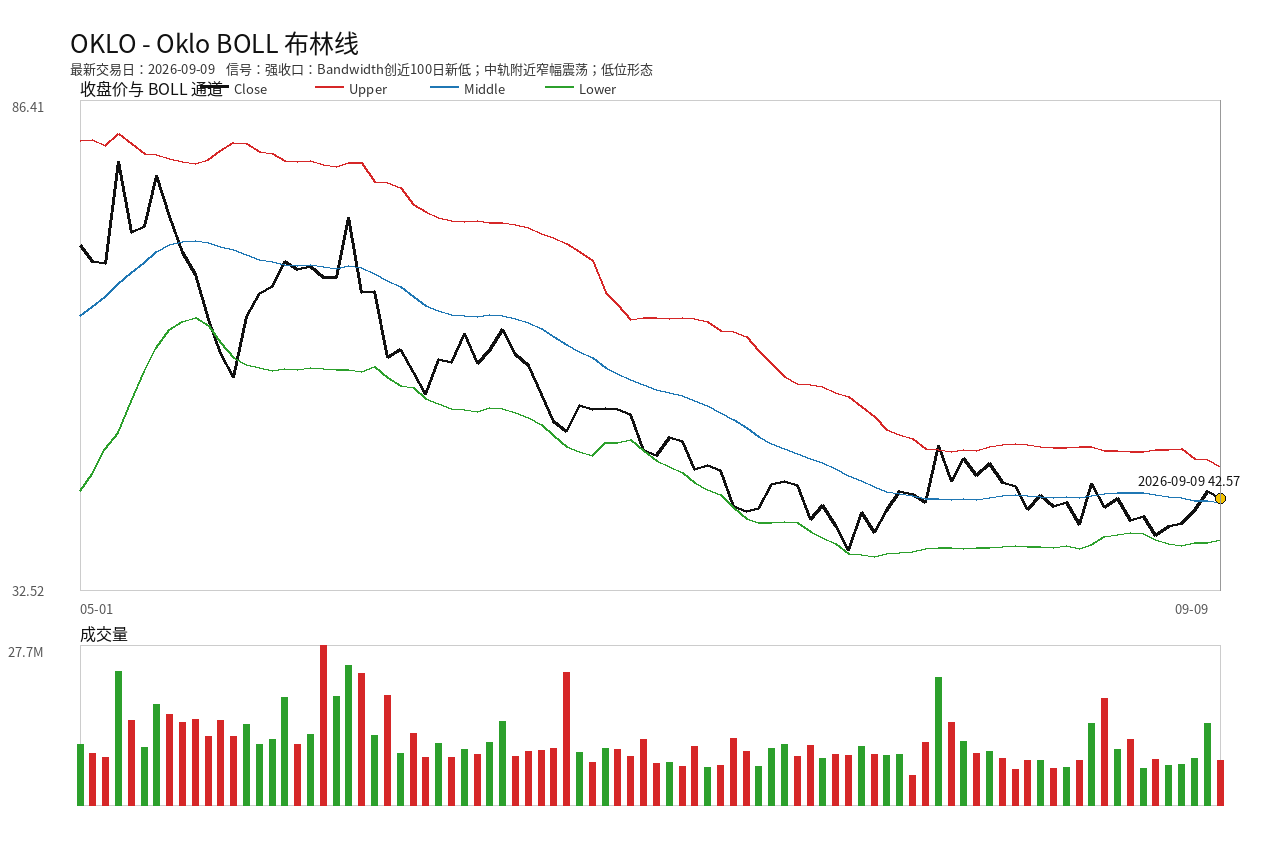 OKLO - Oklo BOLL 布林线
最新交易日：2026-09-09 信号：强收口：Bandwidth创近100日新低；中轨附近窄幅震荡；低位形态
收盘价与 BOLL 通道 Close Upper Middle Lower
86.41
2026-09-09 42.57
32.52
05-01 09-09
成交量
27.7M